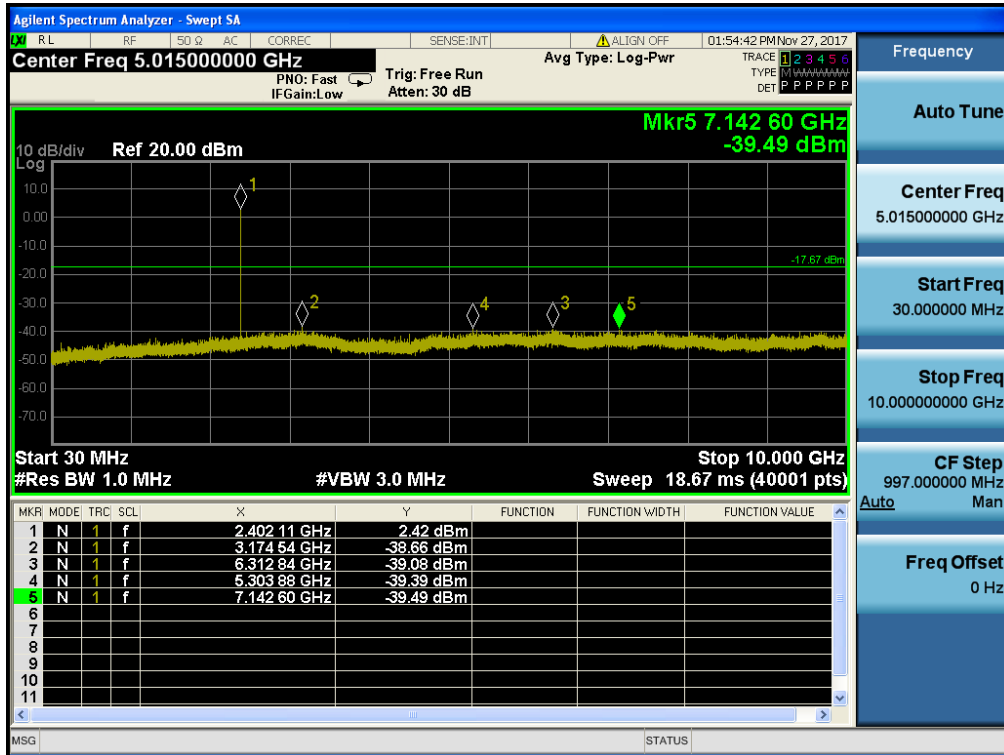 Agilent Spectrum Analyzer - Swept SA
LXI RL RF 50 Ω AC CORREC SENSE:INT ALIGN OFF 01:54:42 PM Nov 27, 2017
Center Freq 5.015000000 GHz
PNO: Fast
IFGain:Low
Trig: Free Run
Atten: 30 dB
Avg Type: Log-Pwr
TRACE 1 2 3 4 5 6
TYPE M WWWWW
DET P P P P P P
Mkr5 7.142 60 GHz
-39.49 dBm
10 dB/div Ref 20.00 dBm
Log
10.0
0.00
-10.0
-20.0
-30.0
-40.0
-50.0
-60.0
-70.0
1
2
4
3
5
-17.67 dBm
Start 30 MHz Stop 10.000 GHz
#Res BW 1.0 MHz #VBW 3.0 MHz Sweep 18.67 ms (40001 pts)
MKR MODE TRC SCL X Y FUNCTION FUNCTION WIDTH FUNCTION VALUE
1 N 1 f 2.402 11 GHz 2.42 dBm
2 N 1 f 3.174 54 GHz -38.66 dBm
3 N 1 f 6.312 84 GHz -39.08 dBm
4 N 1 f 5.303 88 GHz -39.39 dBm
5 N 1 f 7.142 60 GHz -39.49 dBm
6
7
8
9
10
11
MSG STATUS
Frequency
Auto Tune
Center Freq
5.015000000 GHz
Start Freq
30.000000 MHz
Stop Freq
10.000000000 GHz
CF Step
997.000000 MHz
Auto Man
Freq Offset
0 Hz